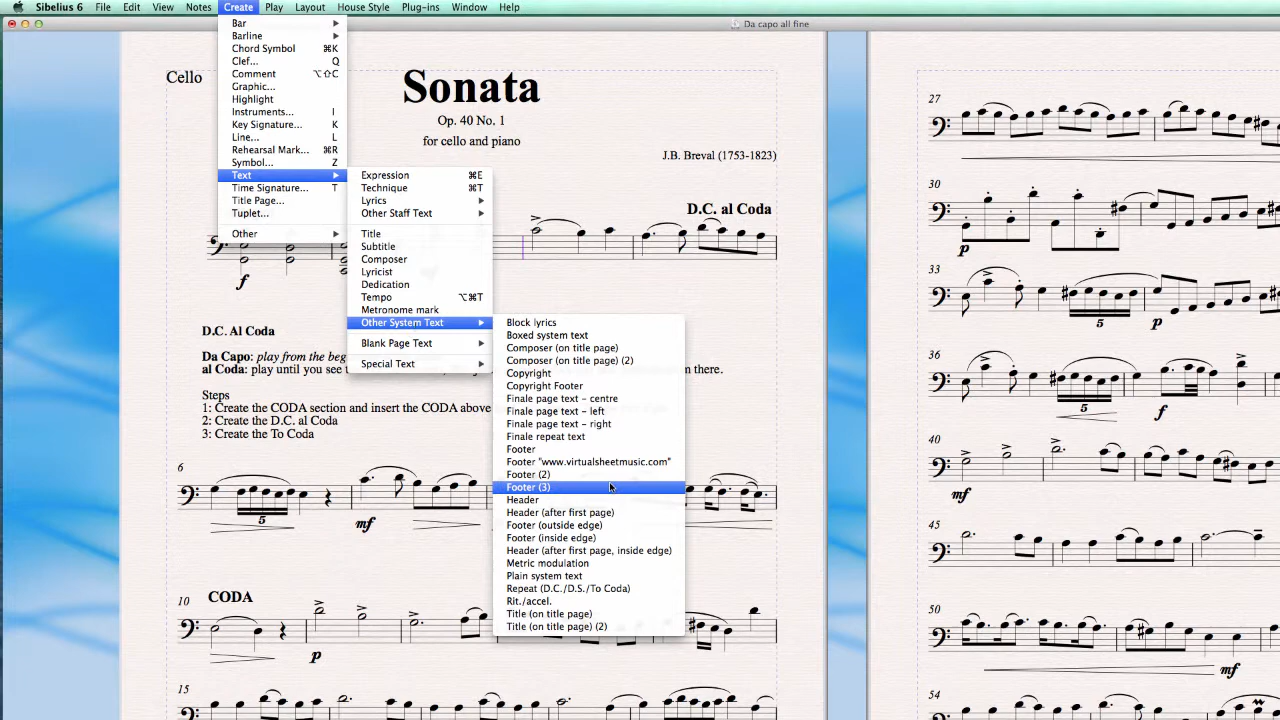 Sibelius 6 File Edit View Notes Create Play Layout House Style Plug-ins Window Help
Da capo all fine
Bar
Barline
Chord Symbol ⌘K
Clef... Q
Comment ⌥⇧C
Graphic...
Highlight
Instruments... I
Key Signature... K
Line... L
Rehearsal Mark... ⌘R
Symbol... Z
Text
Time Signature... T
Title Page...
Tuplet...
Other
Expression ⌘E
Technique ⌘T
Lyrics
Other Staff Text
Title
Subtitle
Composer
Lyricist
Dedication
Tempo ⌥⌘T
Metronome mark
Other System Text
Blank Page Text
Special Text
Block lyrics
Boxed system text
Composer (on title page)
Composer (on title page) (2)
Copyright
Copyright Footer
Finale page text - centre
Finale page text - left
Finale page text - right
Finale repeat text
Footer
Footer "www.virtualsheetmusic.com"
Footer (2)
Footer (3)
Header
Header (after first page)
Footer (outside edge)
Footer (inside edge)
Header (after first page, inside edge)
Metric modulation
Plain system text
Repeat (D.C./D.S./To Coda)
Rit./accel.
Title (on title page)
Title (on title page) (2)
Cello
Sonata
Op. 40 No. 1
for cello and piano
J.B. Breval (1753-1823)
D.C. al Coda
f
D.C. Al Coda
Da Capo: play from the beg
al Coda: play until you see t
m there.
Steps
1: Create the CODA section and insert the CODA above
2: Create the D.C. al Coda
3: Create the To Coda
6
5
mf
10
CODA
p
15
27
30
p
33
5
p
36
5
f
40
mf
45
50
mf
54